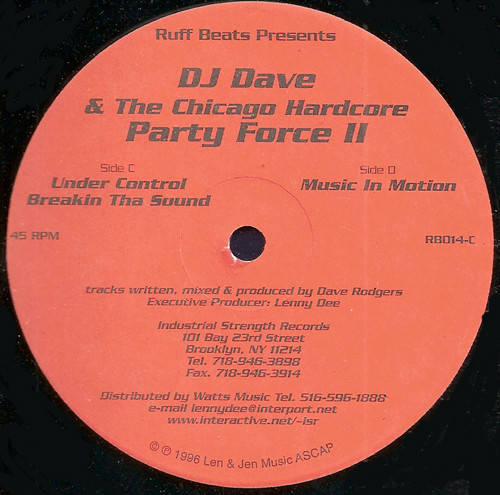 Ruff Beats Presents
DJ Dave
& The Chicago Hardcore
Party Force II
Side C
Under Control
Breakin Tha Sound
Side D
Music In Motion
45 RPM
RB014-C
tracks written, mixed & produced by Dave Rodgers
Executive Producer: Lenny Dee
Industrial Strength Records
101 Bay 23rd Street
Brooklyn, NY 11214
Tel. 718-946-3898
Fax. 718-946-3914
Distributed by Watts Music Tel. 516-596-1888
e-mail lennydee@interport.net
www.interactive.net/~isr
© ℗ 1996 Len & Jen Music ASCAP